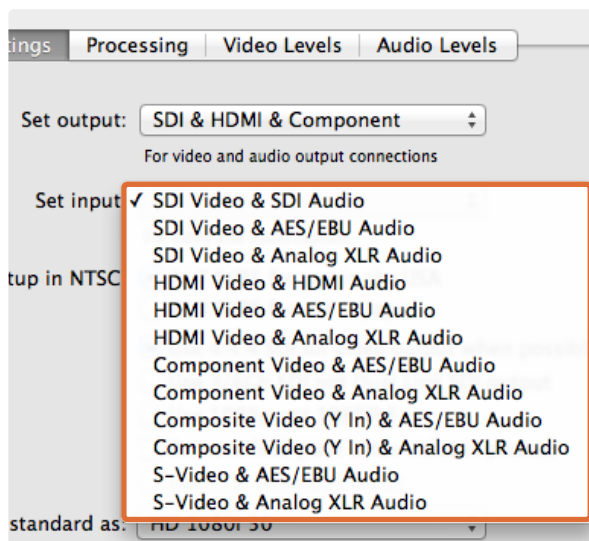 tings Processing Video Levels Audio Levels
Set output: SDI & HDMI & Component
For video and audio output connections
Set input
✓ SDI Video & SDI Audio
SDI Video & AES/EBU Audio
SDI Video & Analog XLR Audio
HDMI Video & HDMI Audio
tup in NTSC
HDMI Video & AES/EBU Audio
HDMI Video & Analog XLR Audio
Component Video & AES/EBU Audio
Component Video & Analog XLR Audio
Composite Video (Y In) & AES/EBU Audio
Composite Video (Y In) & Analog XLR Audio
S-Video & AES/EBU Audio
S-Video & Analog XLR Audio
standard as: